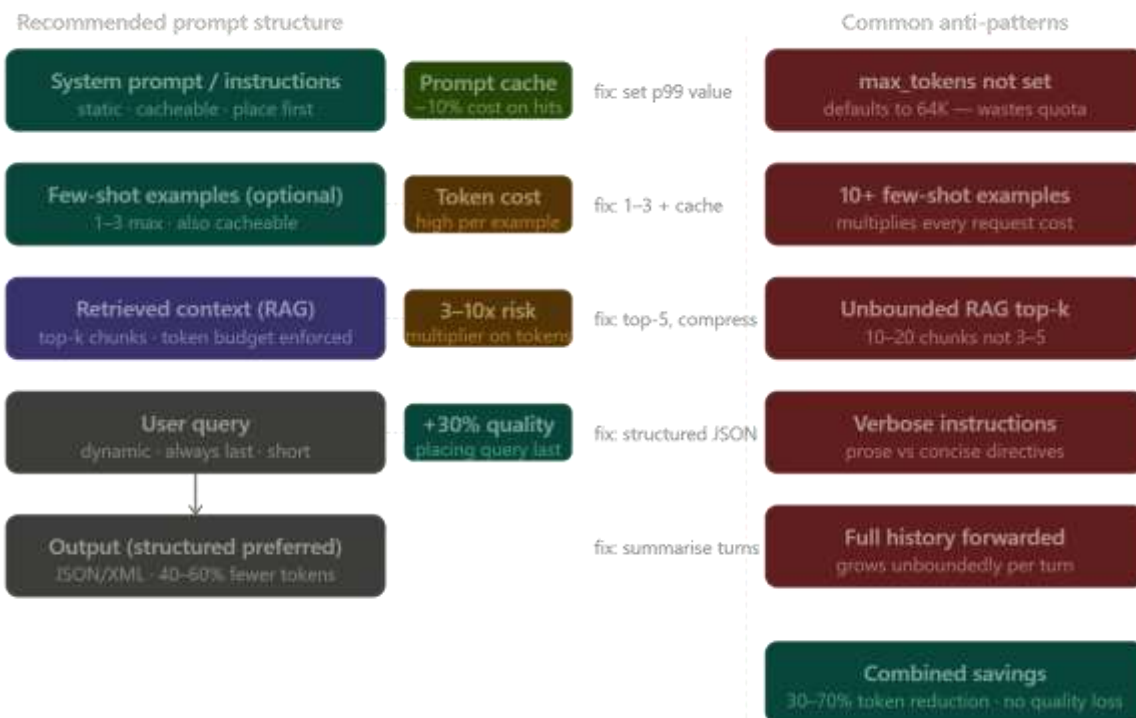 Recommended prompt structure
System prompt / instructions
static · cacheable · place first
Prompt cache
~10% cost on hits
Few-shot examples (optional)
1–3 max · also cacheable
Token cost
high per example
Retrieved context (RAG)
top-k chunks · token budget enforced
3–10x risk
multiplier on tokens
User query
dynamic · always last · short
+30% quality
placing query last
Output (structured preferred)
JSON/XML · 40–60% fewer tokens
Common anti-patterns
fix: set p99 value
max_tokens not set
defaults to 64K — wastes quota
fix: 1–3 + cache
10+ few-shot examples
multiplies every request cost
fix: top-5, compress
Unbounded RAG top-k
10–20 chunks not 3–5
fix: structured JSON
Verbose instructions
prose vs concise directives
fix: summarise turns
Full history forwarded
grows unboundedly per turn
Combined savings
30–70% token reduction · no quality loss